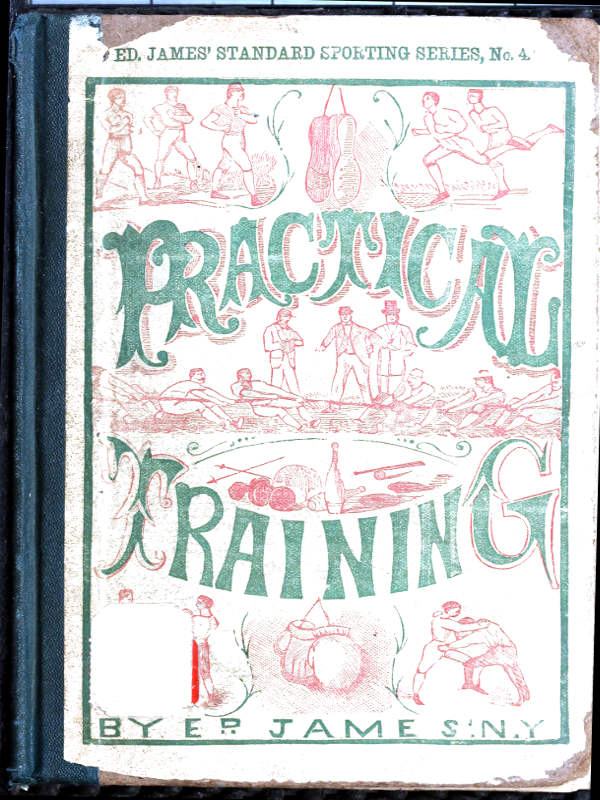 ED. JAMES' STANDARD SPORTING SERIES, No. 4.
PRACTICAL
TRAINING
BY ED. JAMES. N.Y